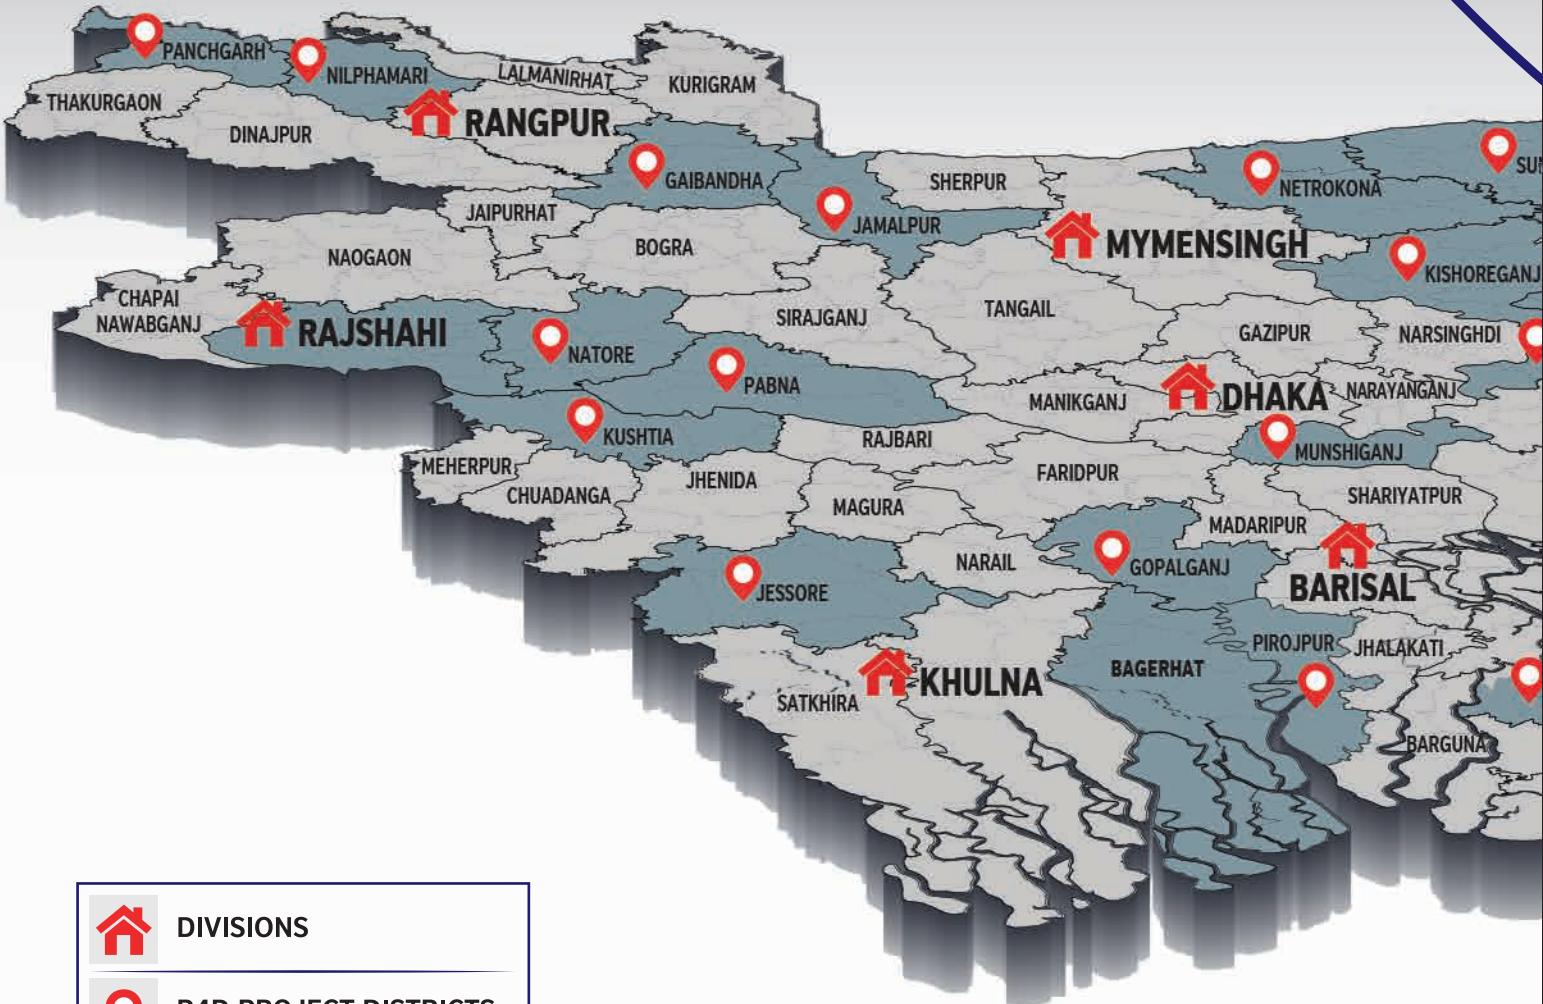 PANCHGARH
NILPHAMARI
LALMANIRHAT
KURIGRAM
THAKURGAON
DINAJPUR
RANGPUR
GAIBANDHA
SHERPUR
NETROKONA
JAIPURHAT
JAMALPUR
NAOGAON
BOGRA
MYMENSINGH
KISHOREGANJ
CHAPAI
NAWABGANJ
RAJSHAHI
SIRAJGANJ
TANGAIL
GAZIPUR
NARSINGHDI
NATORE
PABNA
MANIKGANJ
DHAKA
NARAYANGANJ
KUSHTIA
RAJBARI
MUNSHIGANJ
MEHERPUR
CHUADANGA
JHENIDA
MAGURA
FARIDPUR
SHARIYATPUR
MADARIPUR
NARAIL
GOPALGANJ
JESSORE
BARISAL
PIROJPUR
JHALAKATI
BAGERHAT
KHULNA
SATKHIRA
BARGUNA
DIVISIONS